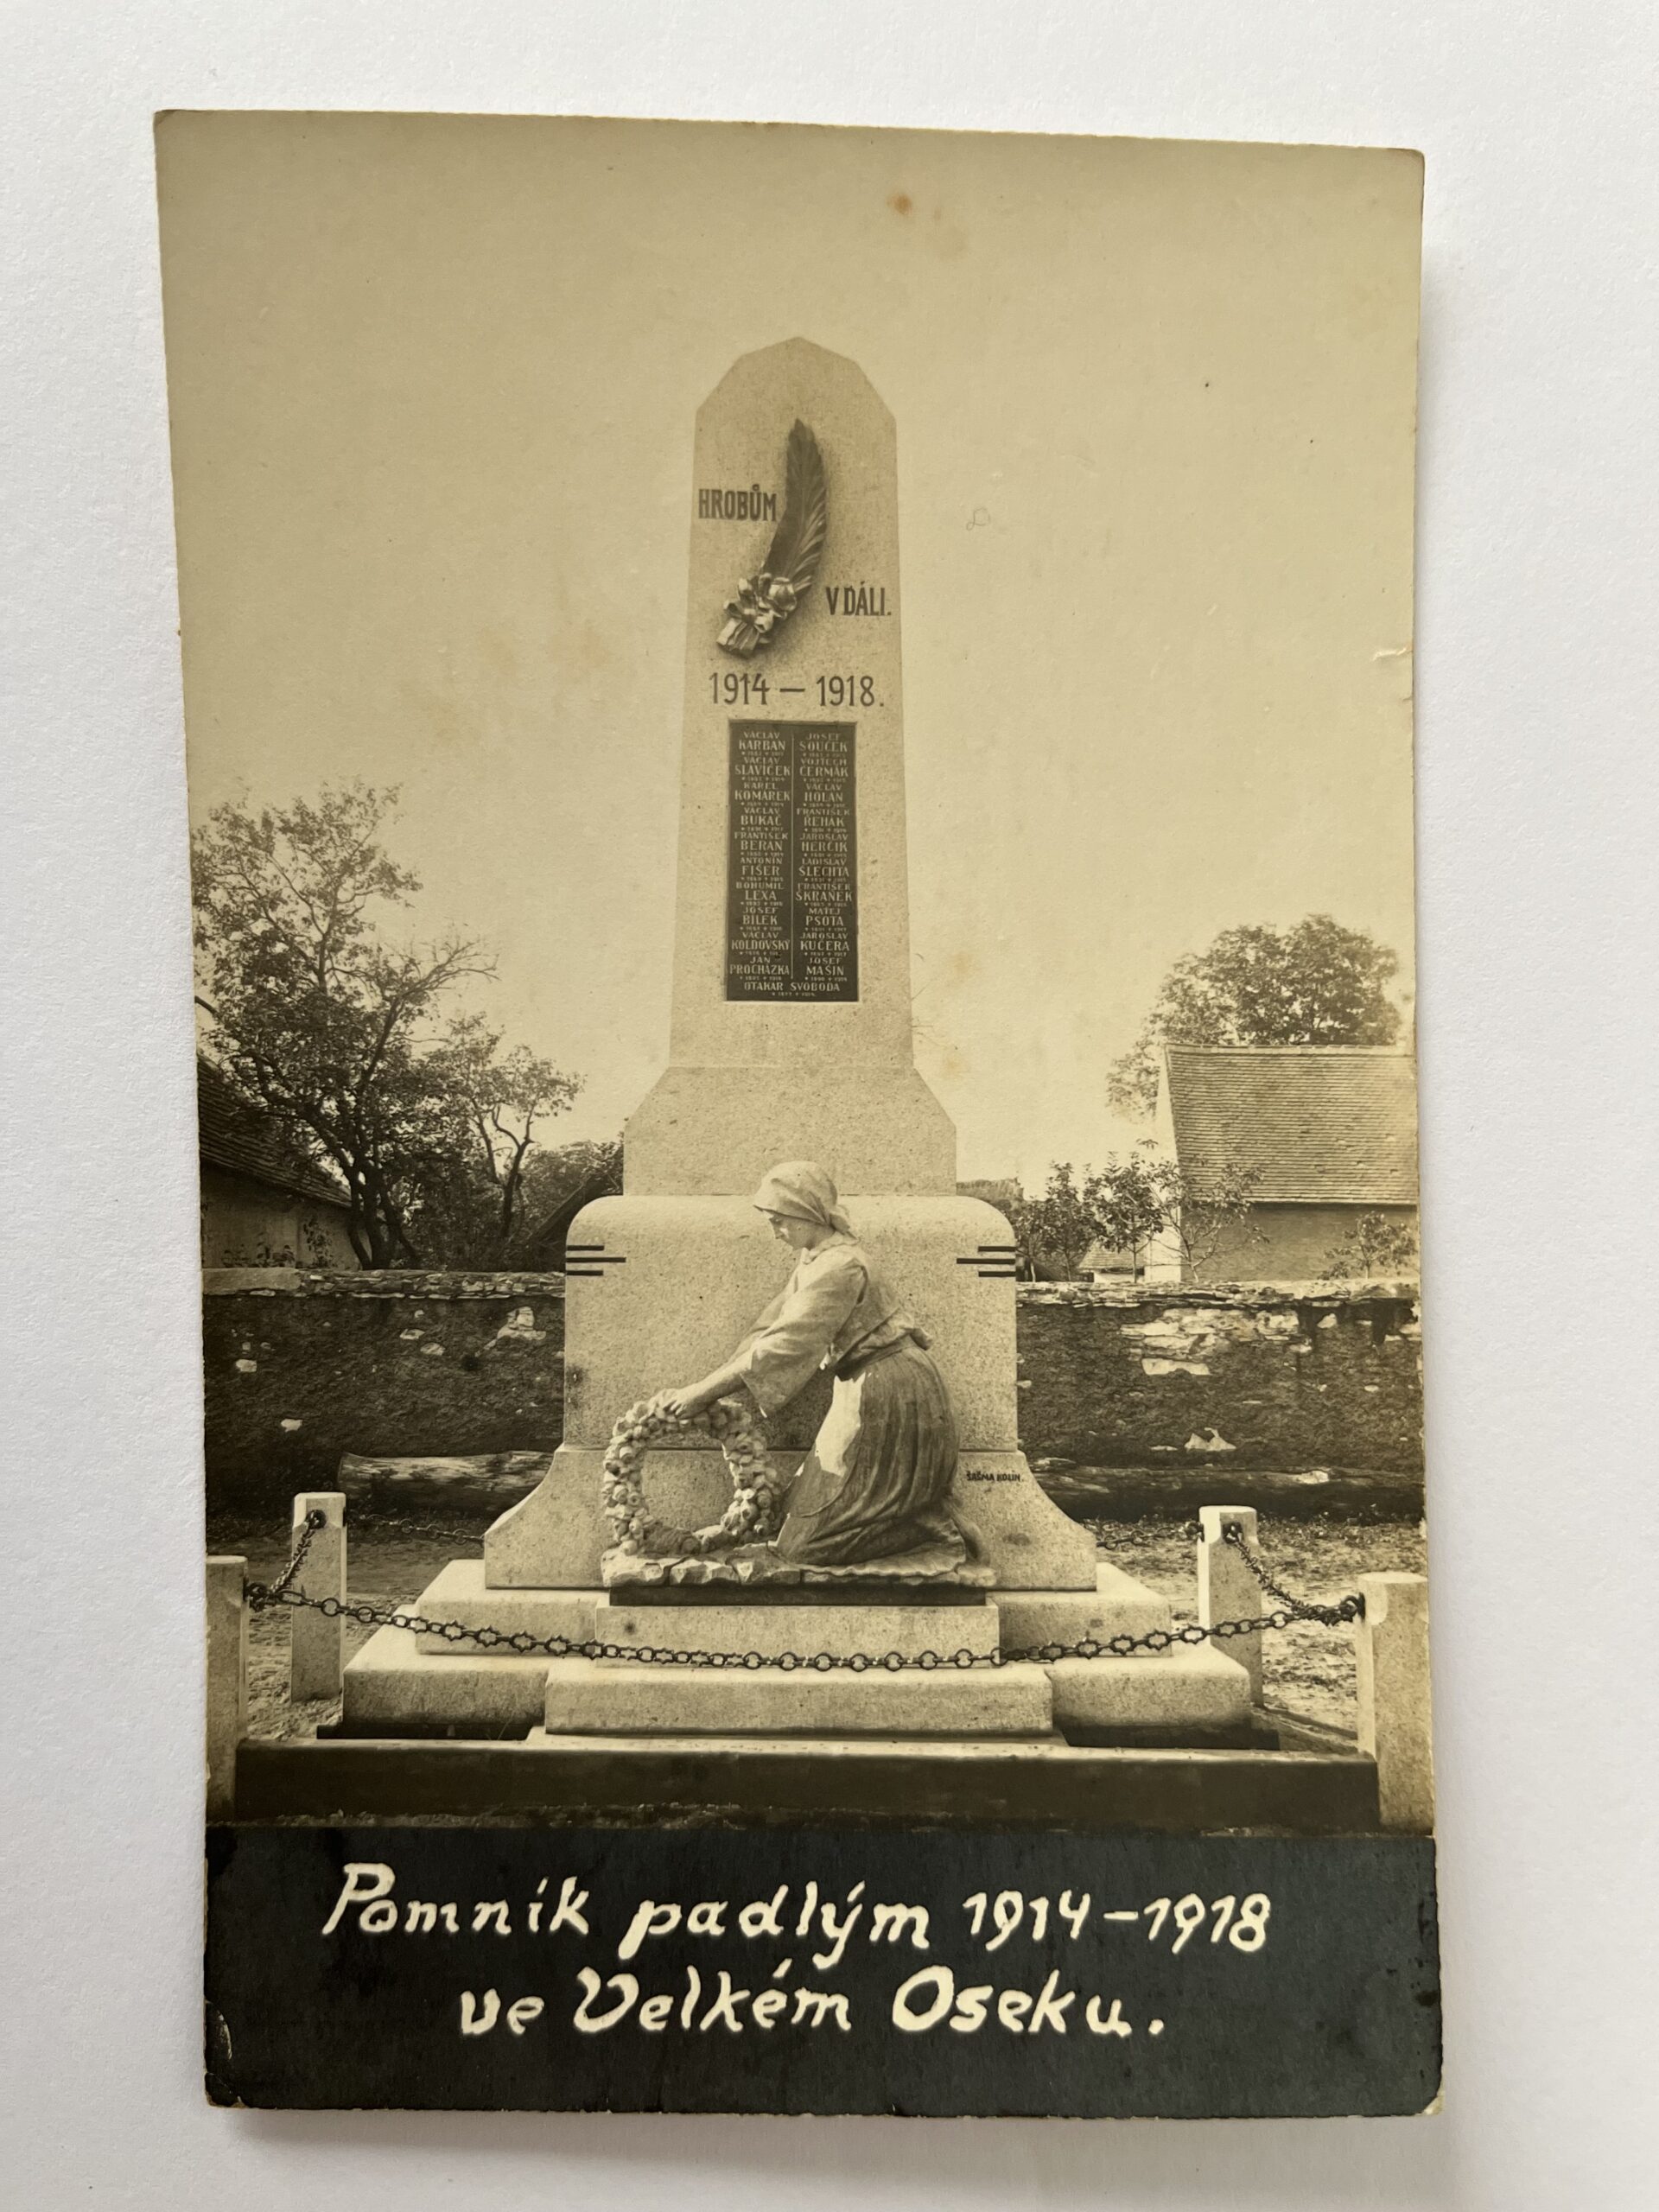 HROBŮM
V DÁLI.
1914 – 1918.
VÁCLAV
KARBAN
VÁCLAV
SLAVÍČEK
KAREL
KOMÁREK
VÁCLAV
BUKAČ
FRANTIŠEK
BERAN
ANTONÍN
FIŠER
BOHUMIL
LEXA
JOSEF
BÍLEK
VÁCLAV
KOLDOVSKÝ
JAN
PROCHÁZKA
JOSEF
SOUČEK
VOJTĚCH
ČERMÁK
VÁCLAV
HOLAN
FRANTIŠEK
ŘEHÁK
JAROSLAV
HERČÍK
LADISLAV
ŠLECHTA
FRANTIŠEK
ŠKRANĚK
MATĚJ
PSOTA
JAROSLAV
KUČERA
JOSEF
MAŠÍN
OTAKAR SVOBODA
KOLÍN.
Pomník padlým 1914–1918
ve Velkém Oseku.